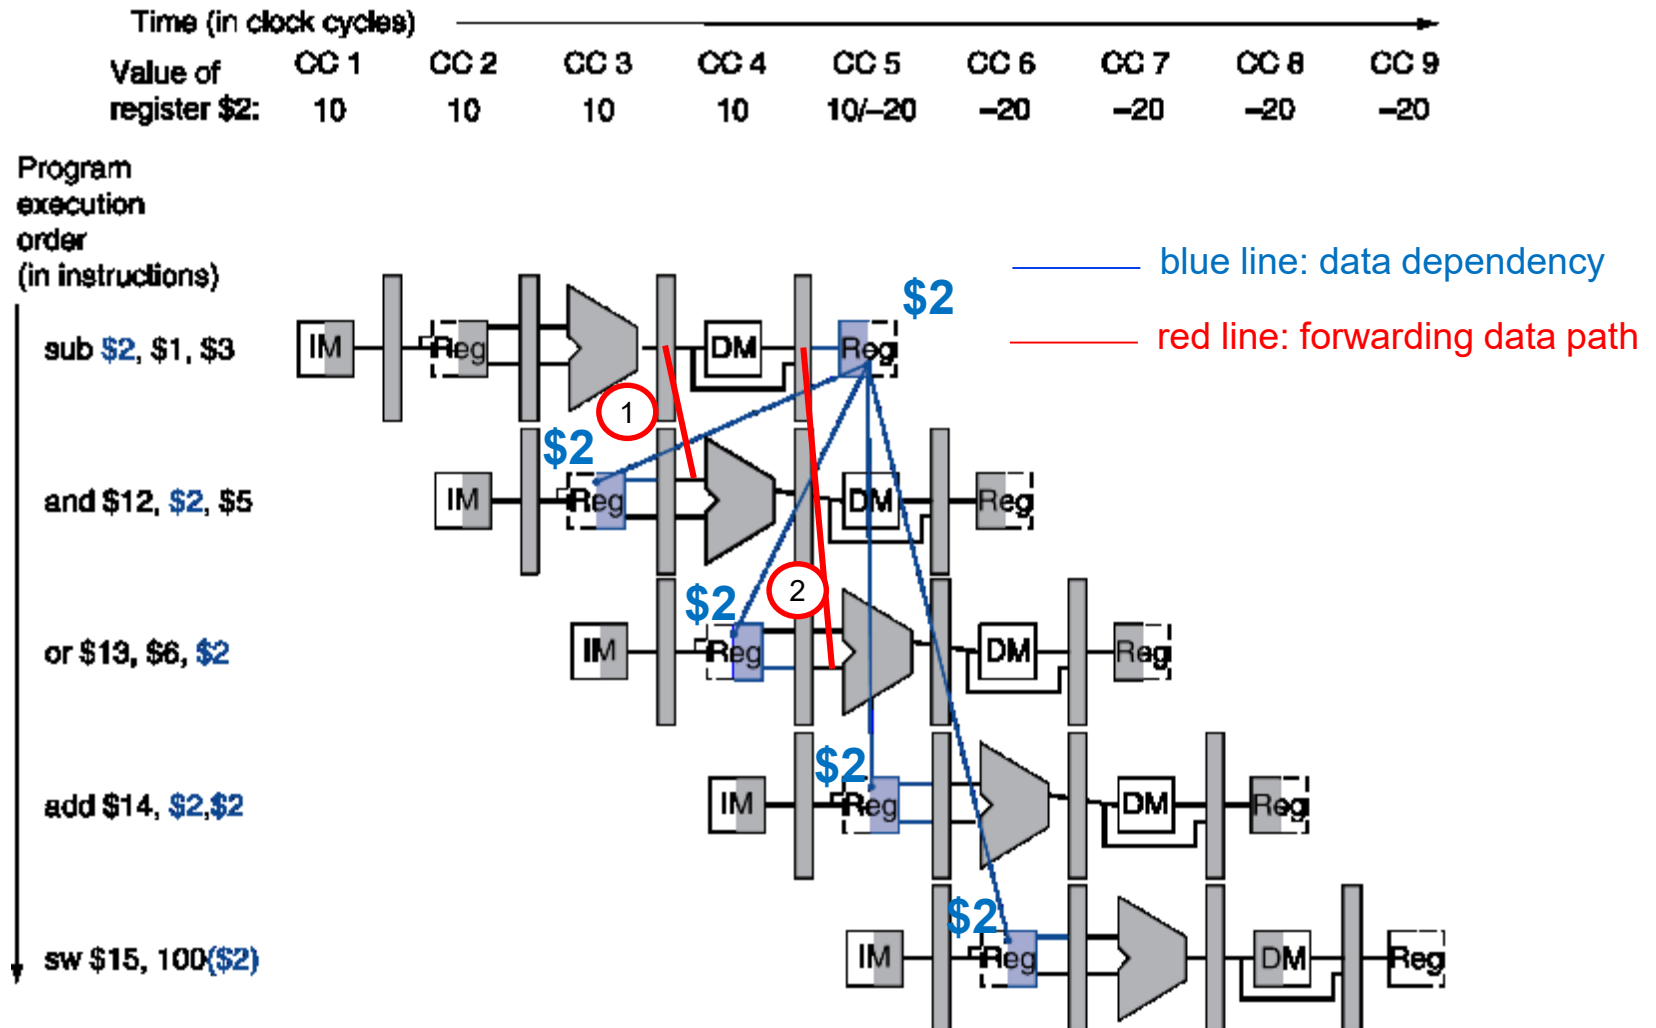 Time (in clock cycles)
CC 1 CC 2 CC 3 CC 4 CC 5 CC 6 CC 7 CC 8 CC 9
Value of
register $2: 10 10 10 10 10/–20 –20 –20 –20 –20
Program
execution
order
(in instructions)
blue line: data dependency
red line: forwarding data path
$2
sub $2, $1, $3 IM Reg DM Reg
1
$2
and $12, $2, $5 IM Reg DM Reg
2
$2
or $13, $6, $2 IM Reg DM Reg
$2
add $14, $2,$2 IM Reg DM Reg
$2
sw $15, 100($2) IM Reg DM Reg